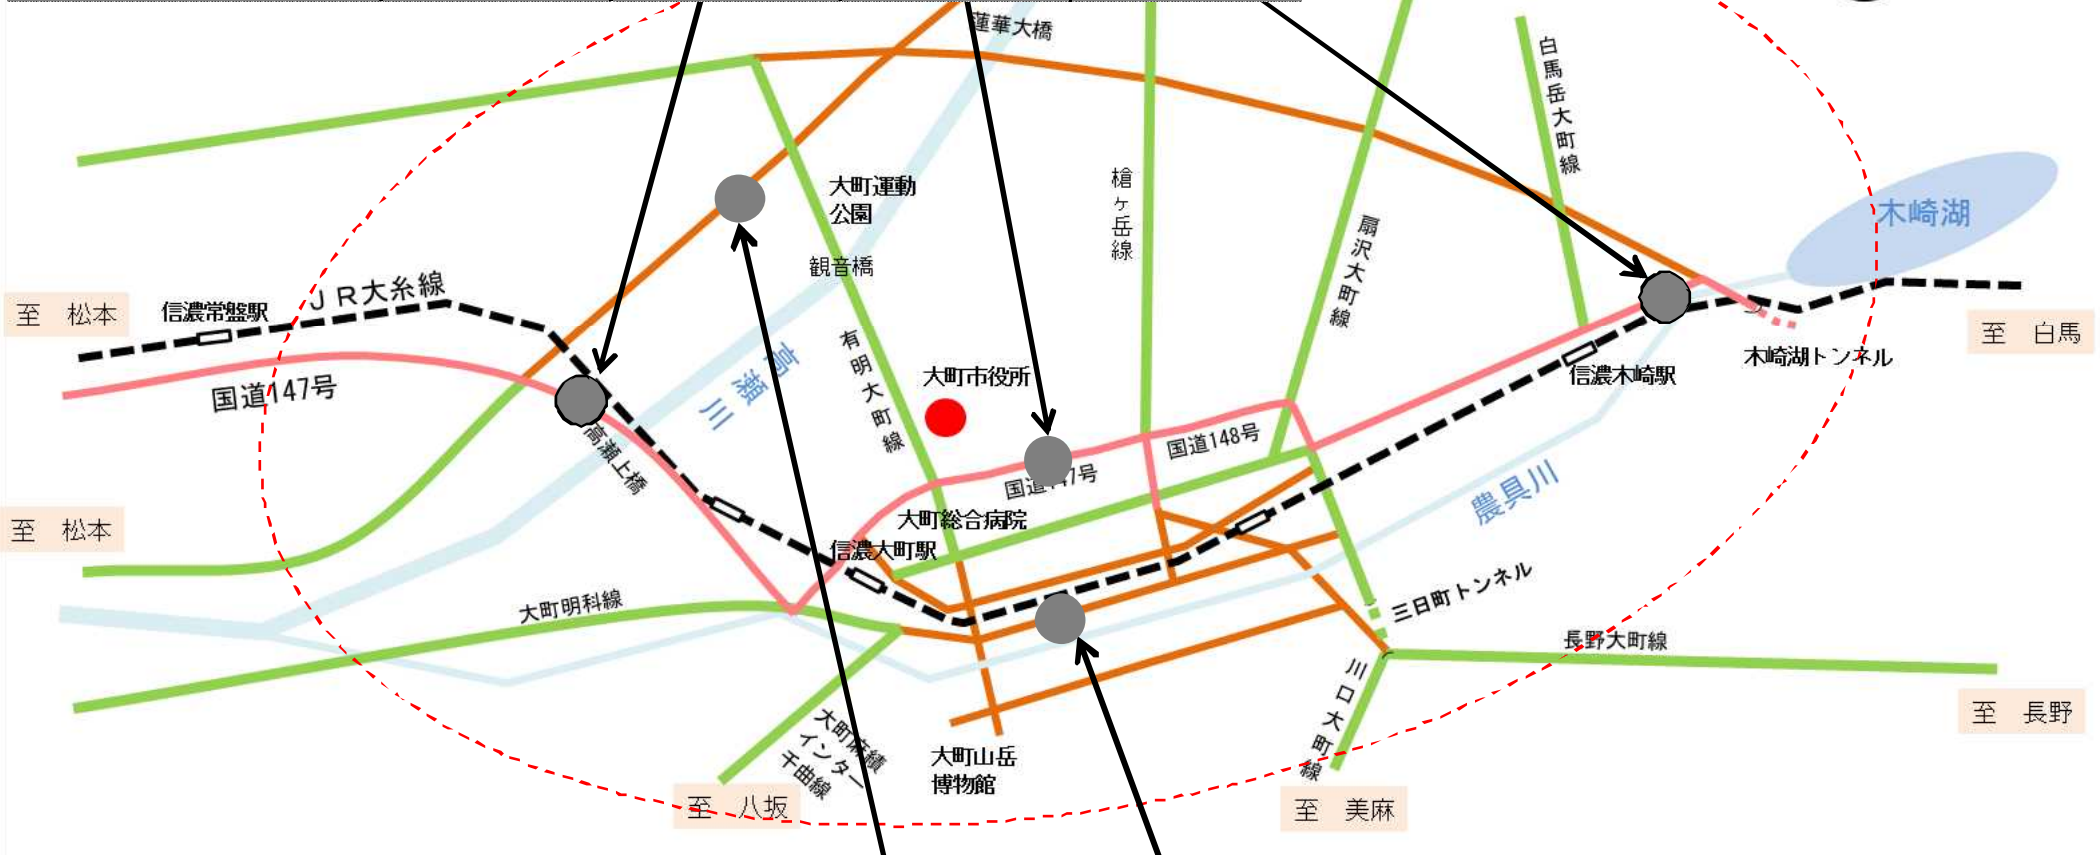 蓮華大橋
白馬岳大町線
大町運動
公園
槍ヶ岳線
木崎湖
扇沢大町線
観音橋
JR大糸線
信濃常盤駅
至 松本
至 白馬
木崎湖トンネル
信濃木崎駅
国道147号
有明大町線
高瀬川
大町市役所
国道148号
高瀬上橋
国道 7号
農具川
大町総合病院
至 松本
信濃大町駅
大町明科線
三日町トンネル
長野大町線
川口大町線
至 長野
大町麻績
インター
千曲線
大町山岳
博物館
至 八坂
至 美麻